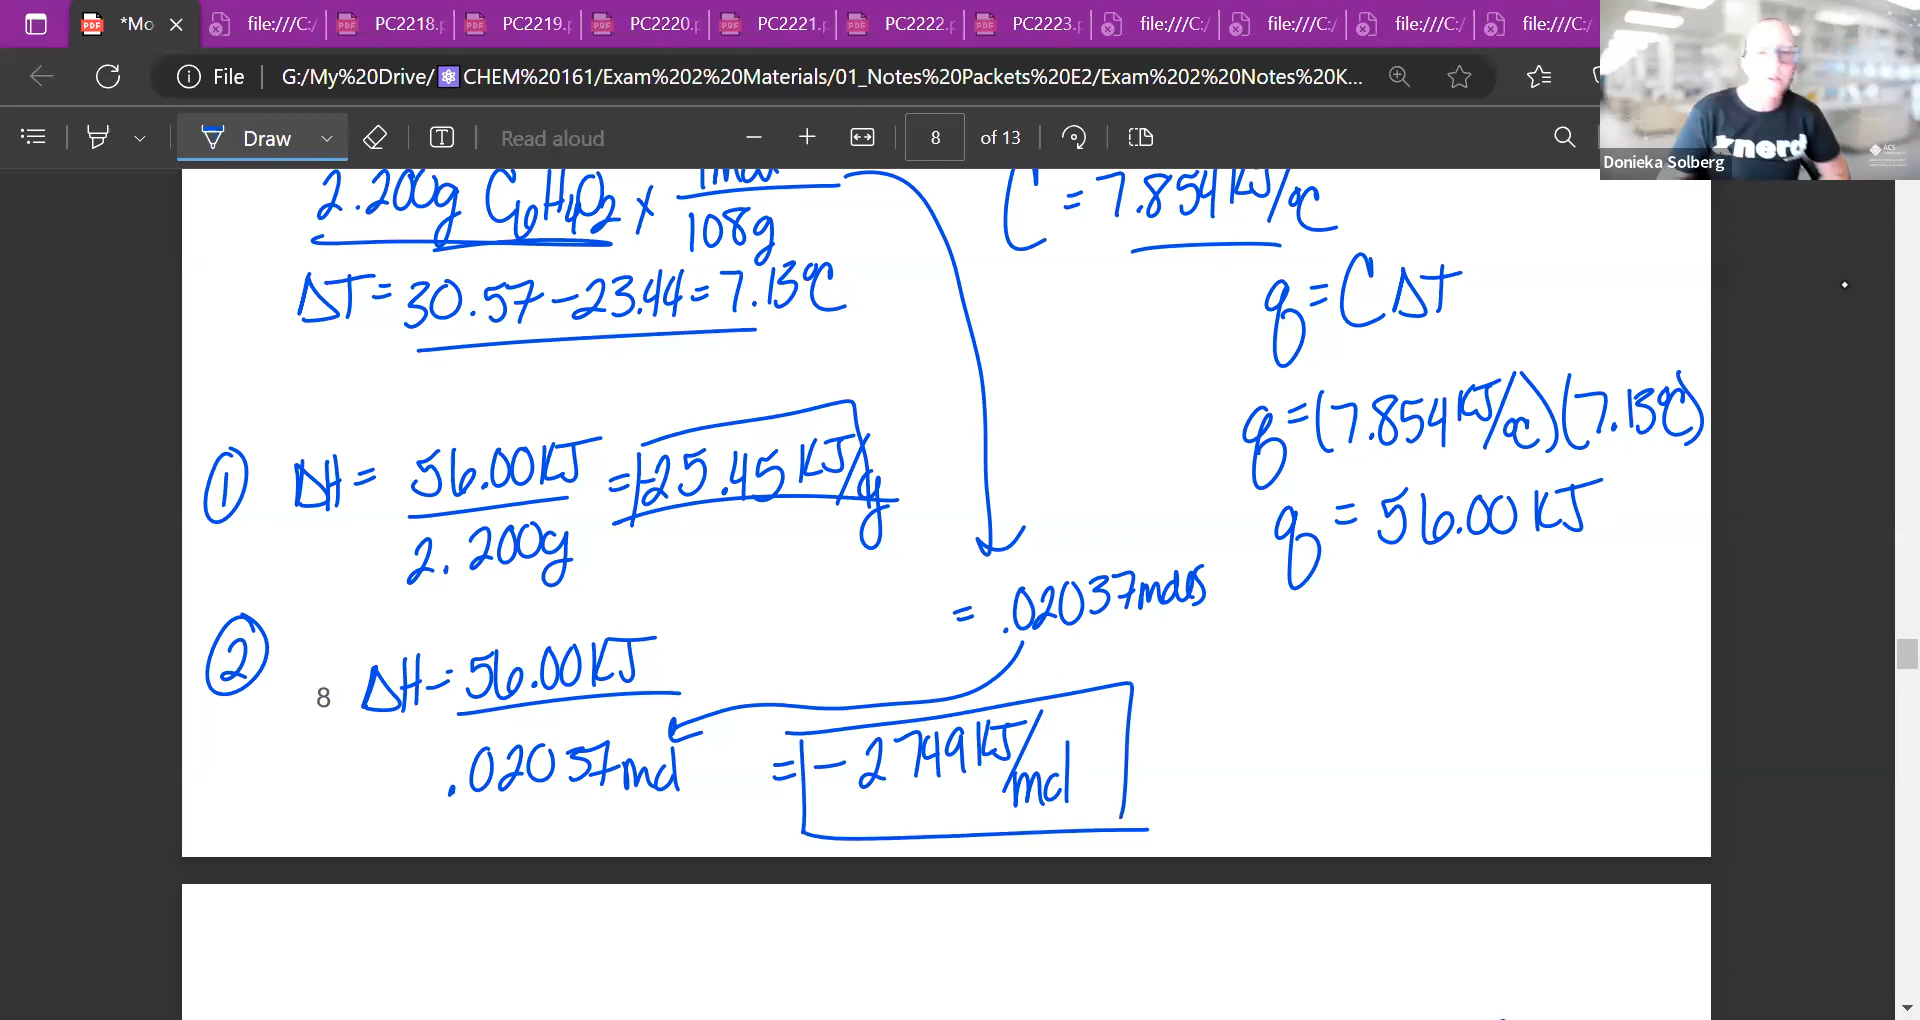 *Mo
file:///C:/
PC2218.p
PC2219.p
PC2220.p
PC2221.p
PC2222.p
PC2223.p
file:///C:/
file:///C:/
file:///C:/
file:///C:/
File
G:/My%20Drive/⚛CHEM%20161/Exam%202%20Materials/01_Notes%20Packets%20E2/Exam%202%20Notes%20K...
Draw
Read aloud
8 of 13
nerd
ACS
Donieka Solberg
2.200g C6H4O2 x 1mol
108g
C = 7.854 KJ/°C
ΔT = 30.57 - 23.44 = 7.13°C
q = CΔT
q = (7.854 KJ/°C)(7.13°C)
① ΔH = 56.00 KJ = -25.45 KJ/g
2.200g
q = 56.00 KJ
= .02037 moles
② ΔH = 56.00 KJ
8
.02037 mol = -2749 KJ/mol